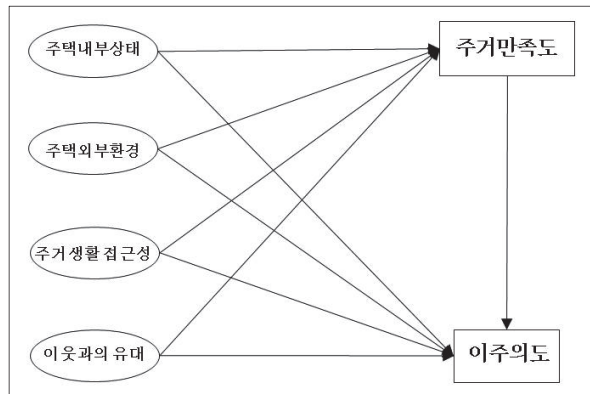 주택내부상태
주거만족도
주택외부환경
주거생활접근성
이웃과의 유대
이주의도